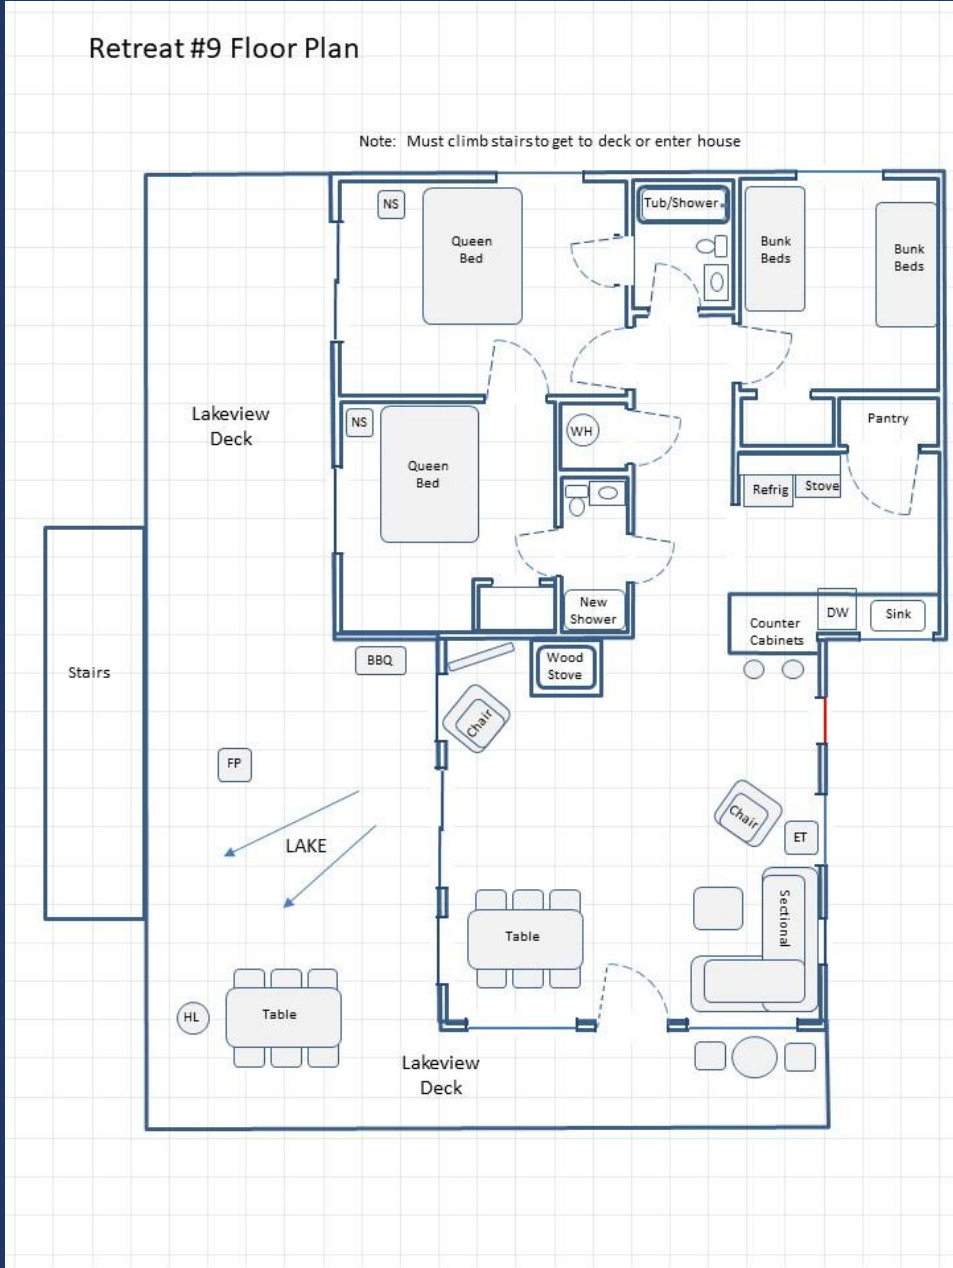 Retreat #9 Floor Plan
Note: Must climb stairs to get to deck or enter house
NS
Queen
Bed
Tub/Shower
Bunk
Beds
Bunk
Beds
Lakeview
Deck
NS
Queen
Bed
WH
Pantry
Refrig
Stove
New
Shower
DW
Sink
Counter
Cabinets
Stairs
BBQ
Wood
Stove
Chair
FP
LAKE
Chair
ET
Sectional
Table
HL
Table
Lakeview
Deck